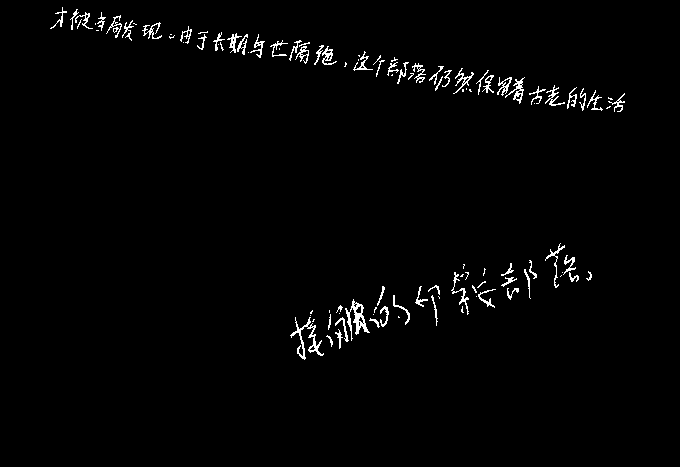 才被当局发现。由于长期与世隔绝,这个部落仍然保留着古老的生活
接触的印第安部落。